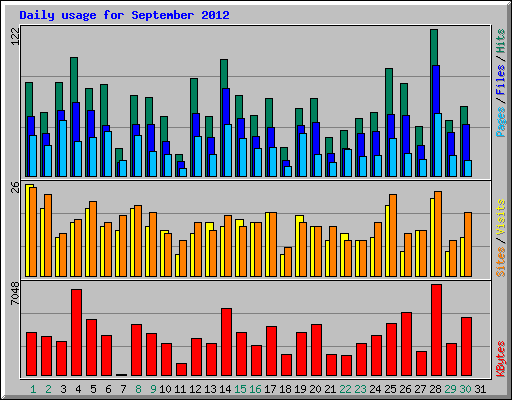 Daily usage for September 2012
122
Pages / Files / Hits
26
Sites / Visits
7048
KBytes
1 2 3 4 5 6 7 8 9 10 11 12 13 14 15 16 17 18 19 20 21 22 23 24 25 26 27 28 29 30 31